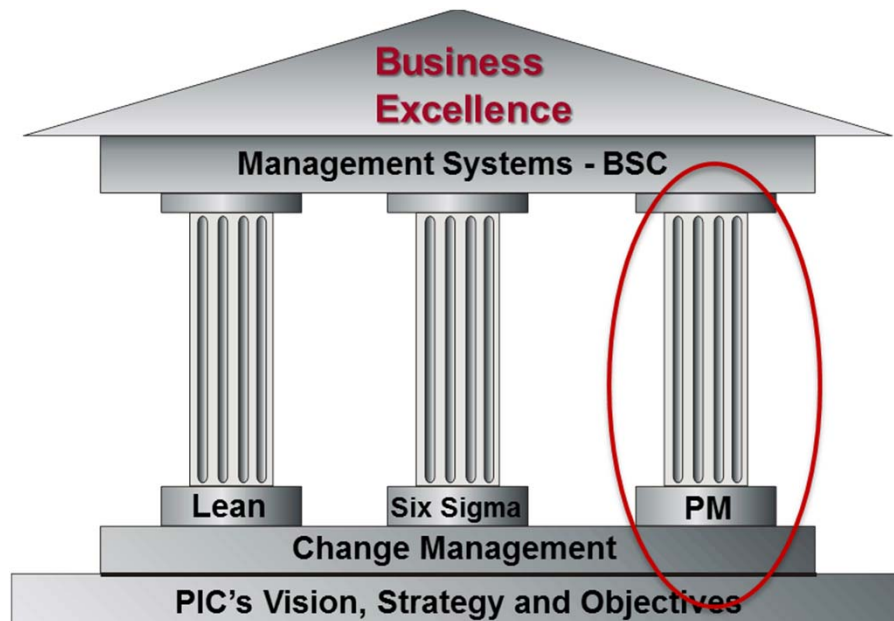 Business
Excellence
Management Systems - BSC
Lean
Six Sigma
PM
Change Management
PIC's Vision, Strategy and Objectives